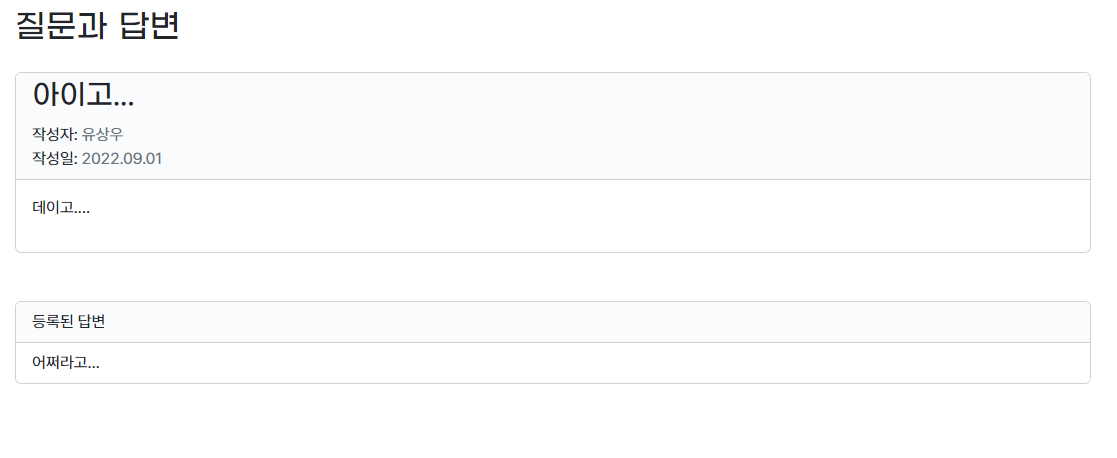 질문과 답변
아이고...
작성자: 유상우
작성일: 2022.09.01
데이고....
등록된 답변
어쩌라고...